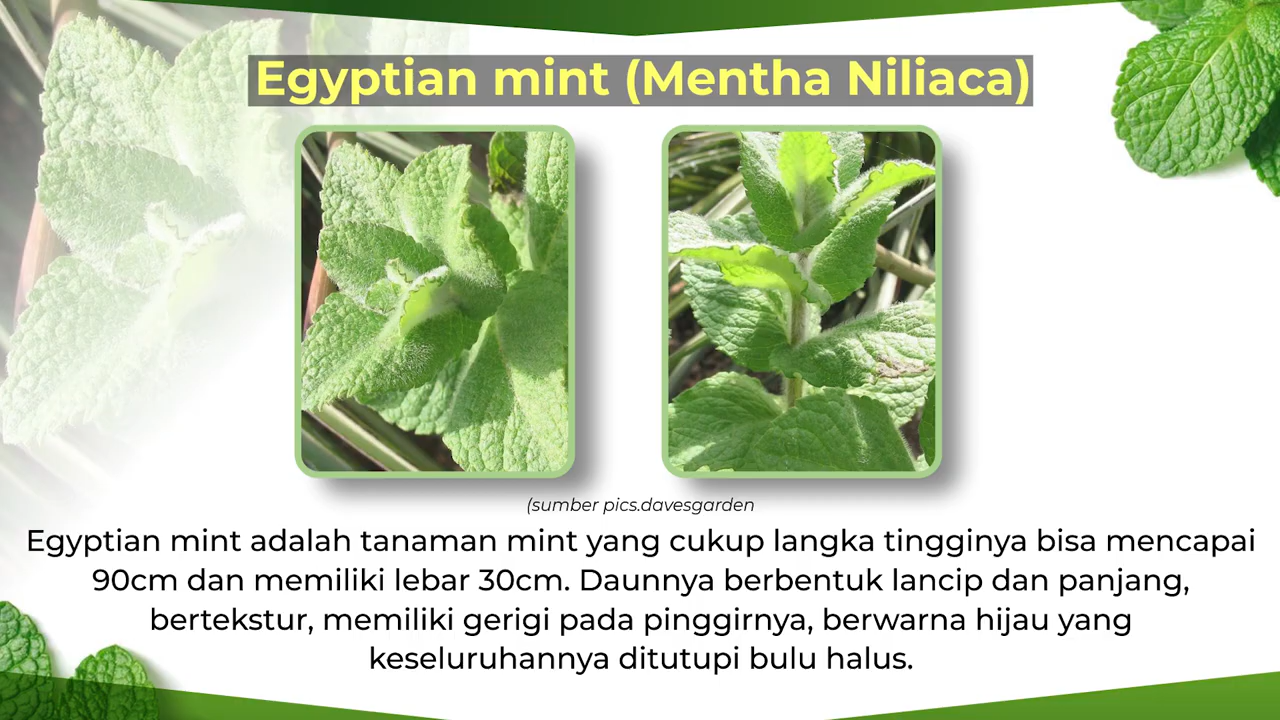 Egyptian mint (Mentha Niliaca)
(sumber pics.davesgarden
Egyptian mint adalah tanaman mint yang cukup langka tingginya bisa mencapai
90cm dan memiliki lebar 30cm. Daunnya berbentuk lancip dan panjang,
bertekstur, memiliki gerigi pada pinggirnya, berwarna hijau yang
keseluruhannya ditutupi bulu halus.